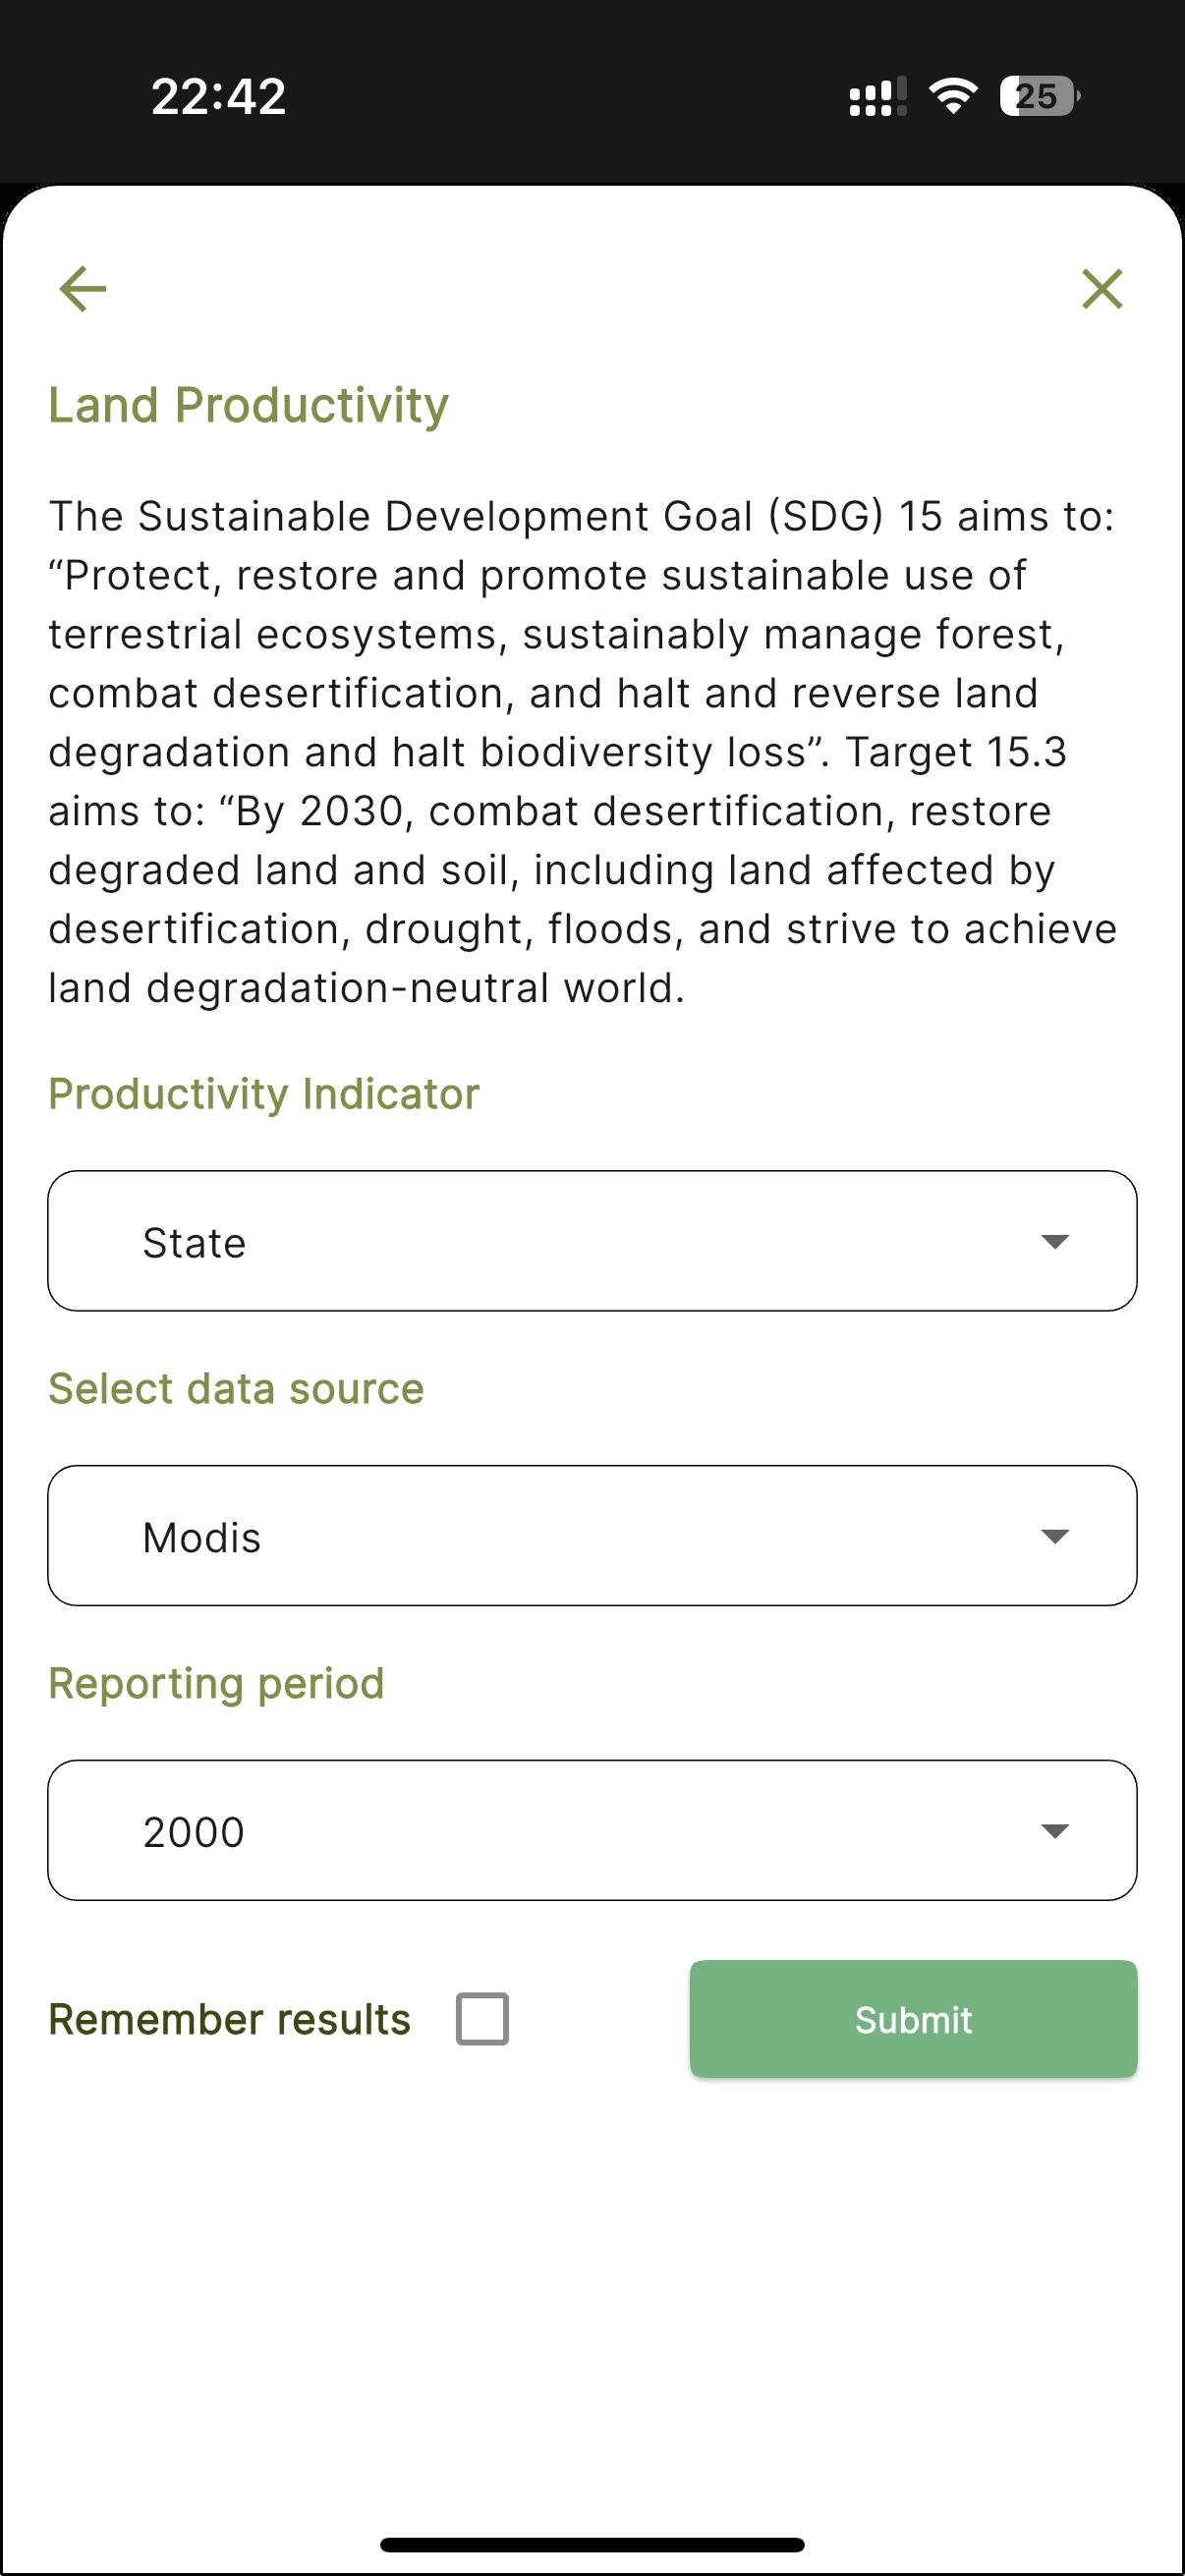 22:42
25
Land Productivity
The Sustainable Development Goal (SDG) 15 aims to:
“Protect, restore and promote sustainable use of
terrestrial ecosystems, sustainably manage forest,
combat desertification, and halt and reverse land
degradation and halt biodiversity loss”. Target 15.3
aims to: “By 2030, combat desertification, restore
degraded land and soil, including land affected by
desertification, drought, floods, and strive to achieve
land degradation-neutral world.
Productivity Indicator
State
Select data source
Modis
Reporting period
2000
Remember results
Submit